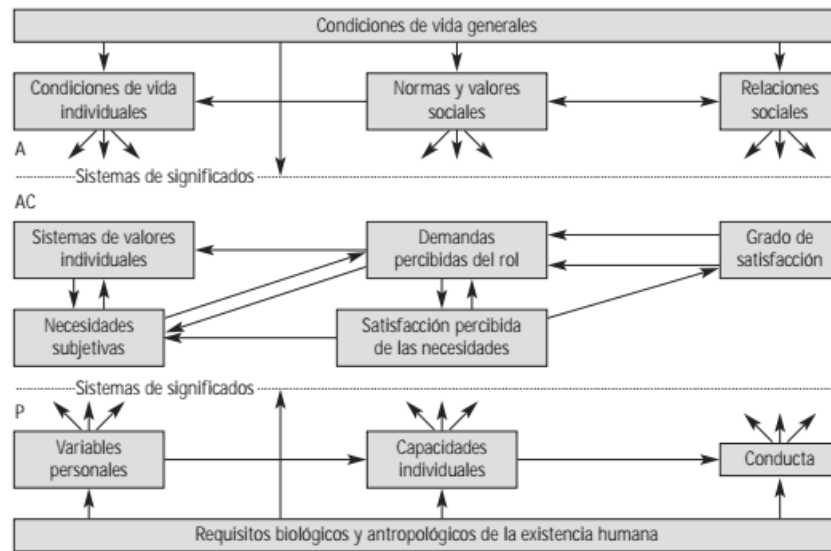 Condiciones de vida generales
Condiciones de vida
individuales
Normas y valores
sociales
Relaciones
sociales
A
Sistemas de significados
AC
Sistemas de valores
individuales
Demandas
percibidas del rol
Grado de
satisfacción
Necesidades
subjetivas
Satisfacción percibida
de las necesidades
Sistemas de significados
P
Variables
personales
Capacidades
individuales
Conducta
Requisitos biológicos y antropológicos de la existencia humana